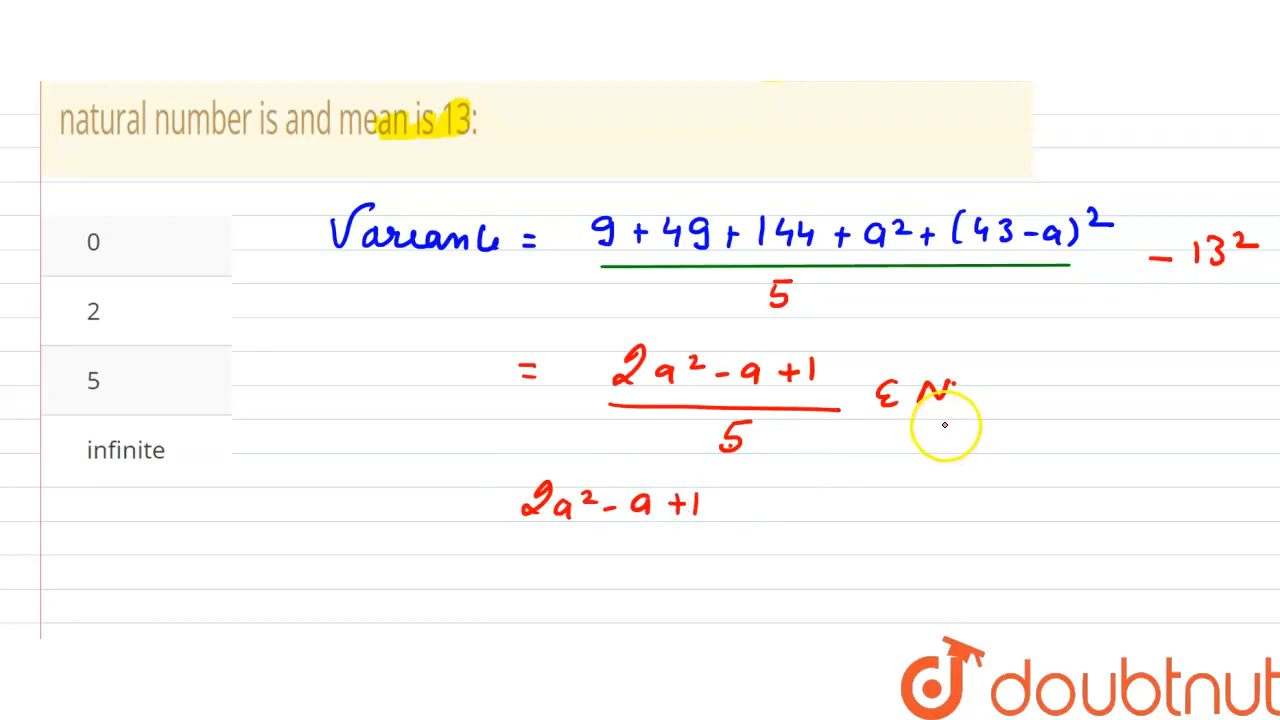 natural number is and mean is 13:
0
2
5
infinite
Variance = 9 + 49 + 144 + a² + (43 - a)² / 5 - 13²
= 2a² - a + 1 / 5 ε N
2a² - a + 1
doubtnut